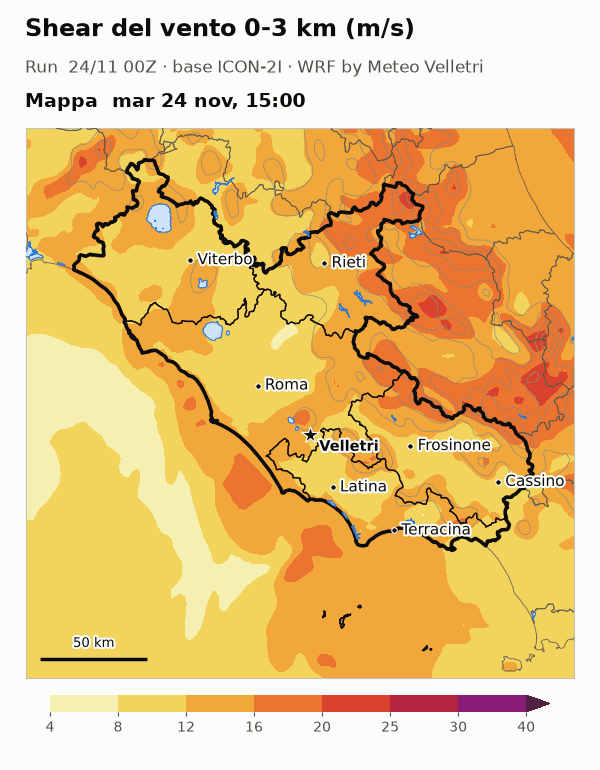 Shear del vento 0-3 km (m/s)
Run 24/11 00Z · base ICON-2I · WRF by Meteo Velletri
Mappa mar 24 nov, 15:00
Viterbo
Rieti
Roma
Velletri
Frosinone
Cassino
Latina
Terracina
50 km
4 8 12 16 20 25 30 40